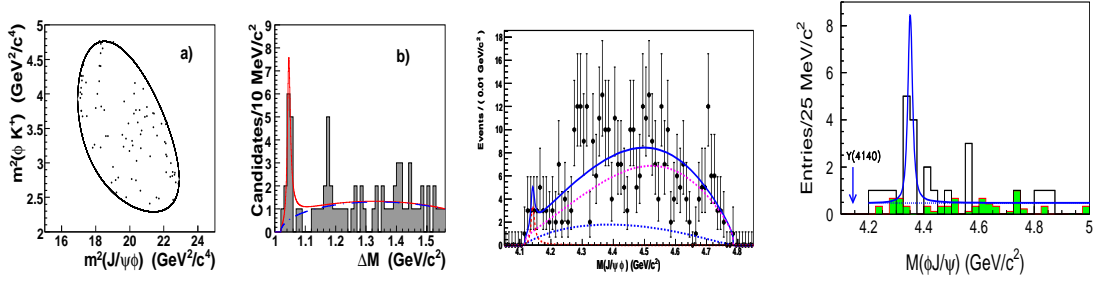 m²(φ K⁺) (GeV²/c⁴)
5
4.5
4
3.5
3
2.5
2
a)
15 20 25
m²(J/ψφ) (GeV²/c⁴)
Candidates/10 MeV/c²
9
8
7
6
5
4
3
2
1
0
b)
1 1.1 1.2 1.3 1.4 1.5
ΔM (GeV/c²)
Events / ( 0.01 GeV/c² )
18
16
14
12
10
8
6
4
2
0
4.1 4.2 4.3 4.4 4.5 4.6 4.7 4.8
M(J/ψ φ) (GeV/c²)
Entries/25 MeV/c²
8
6
4
2
0
Y(4140)
4.2 4.4 4.6 4.8 5
M(φJ/ψ) (GeV/c²)